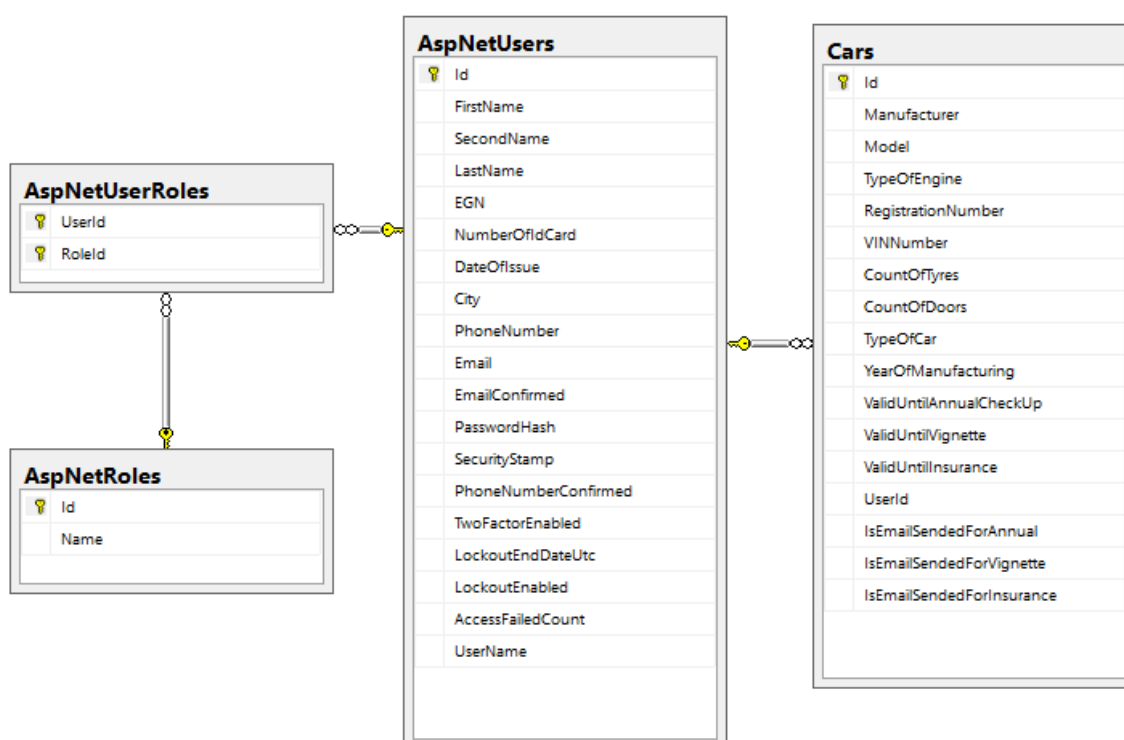 AspNetUserRoles
UserId
RoleId
AspNetRoles
Id
Name
AspNetUsers
Id
FirstName
SecondName
LastName
EGN
NumberOfIdCard
DateOfIssue
City
PhoneNumber
Email
EmailConfirmed
PasswordHash
SecurityStamp
PhoneNumberConfirmed
TwoFactorEnabled
LockoutEndDateUtc
LockoutEnabled
AccessFailedCount
UserName
Cars
Id
Manufacturer
Model
TypeOfEngine
RegistrationNumber
VINNumber
CountOfTyres
CountOfDoors
TypeOfCar
YearOfManufacturing
ValidUntilAnnualCheckUp
ValidUntilVignette
ValidUntilInsurance
UserId
IsEmailSendedForAnnual
IsEmailSendedForVignette
IsEmailSendedForInsurance